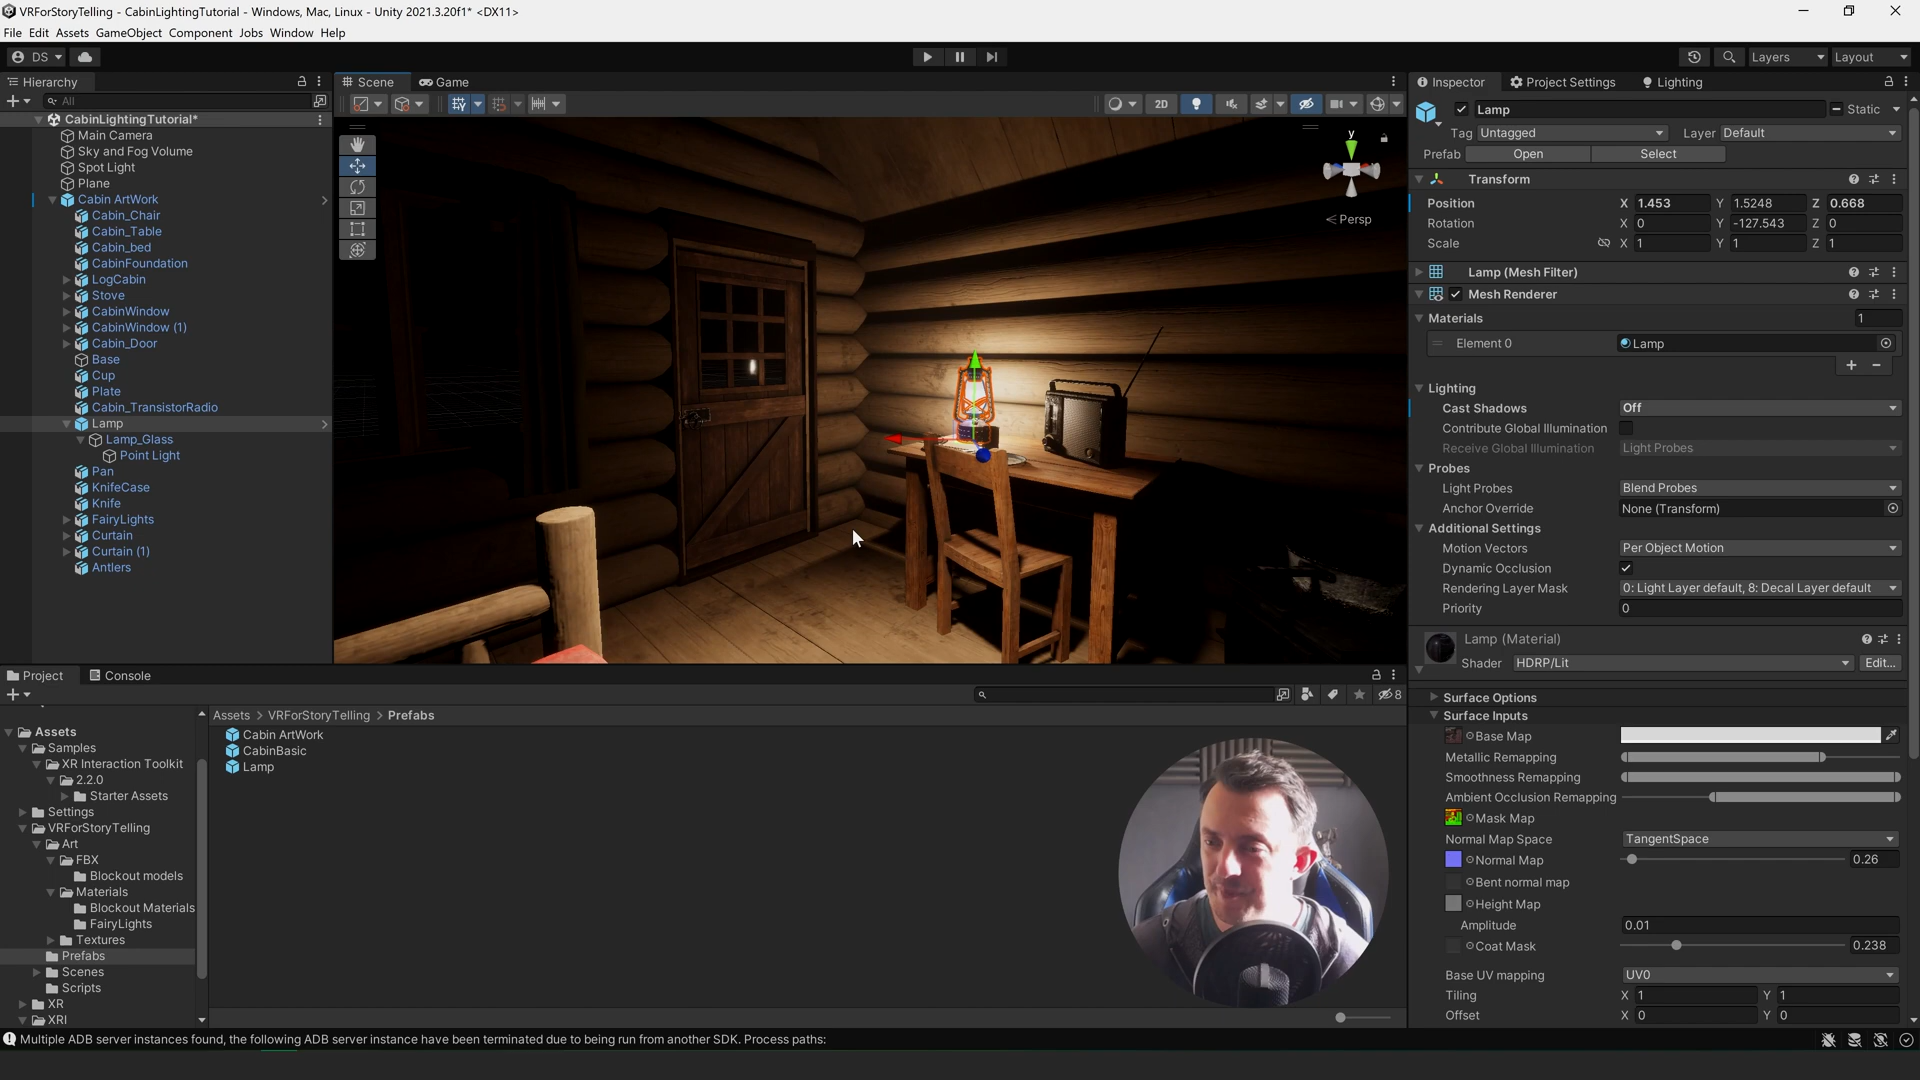 VRForStoryTelling - CabinLightingTutorial - Windows, Mac, Linux - Unity 2021.3.20f1* <DX11>
File Edit Assets GameObject Component Jobs Window Help
DS
Layers
Layout
Hierarchy
All
CabinLightingTutorial*
Main Camera
Sky and Fog Volume
Spot Light
Plane
Cabin ArtWork
Cabin_Chair
Cabin_Table
Cabin_bed
CabinFoundation
LogCabin
Stove
CabinWindow
CabinWindow (1)
Cabin_Door
Base
Cup
Plate
Cabin_TransistorRadio
Lamp
Lamp_Glass
Point Light
Pan
KnifeCase
Knife
FairyLights
Curtain
Curtain (1)
Antlers
Scene
Game
2D
y
Persp
Inspector
Project Settings
Lighting
Lamp
Static
Tag Untagged Layer Default
Prefab Open Select
Transform
Position X 1.453 Y 1.5248 Z 0.668
Rotation X 0 Y -127.543 Z 0
Scale X 1 Y 1 Z 1
Lamp (Mesh Filter)
Mesh Renderer
Materials 1
Element 0 Lamp
Lighting
Cast Shadows Off
Contribute Global Illumination
Receive Global Illumination Light Probes
Probes
Light Probes Blend Probes
Anchor Override None (Transform)
Additional Settings
Motion Vectors Per Object Motion
Dynamic Occlusion
Rendering Layer Mask 0: Light Layer default, 8: Decal Layer default
Priority 0
Lamp (Material)
Shader HDRP/Lit Edit...
Surface Options
Surface Inputs
Base Map
Metallic Remapping
Smoothness Remapping
Ambient Occlusion Remapping
Mask Map
Normal Map Space TangentSpace
Normal Map 0.26
Bent normal map
Height Map
Amplitude 0.01
Coat Mask 0.238
Base UV mapping UV0
Tiling X 1 Y 1
Offset X 0 Y 0
Project
Console
8
Assets
Samples
XR Interaction Toolkit
2.2.0
Starter Assets
Settings
VRForStoryTelling
Art
FBX
Blockout models
Materials
Blockout Materials
FairyLights
Textures
Prefabs
Scenes
Scripts
XR
XRI
Assets > VRForStoryTelling > Prefabs
Cabin ArtWork
CabinBasic
Lamp
Multiple ADB server instances found, the following ADB server instance have been terminated due to being run from another SDK. Process paths: